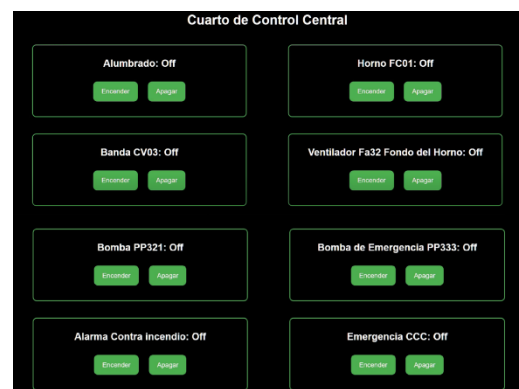 Cuarto de Control Central
Alumbrado: Off
Encender Apagar
Horno FC01: Off
Encender Apagar
Banda CV03: Off
Encender Apagar
Ventilador Fa32 Fondo del Horno: Off
Encender Apagar
Bomba PP321: Off
Encender Apagar
Bomba de Emergencia PP333: Off
Encender Apagar
Alarma Contra incendio: Off
Encender Apagar
Emergencia CCC: Off
Encender Apagar